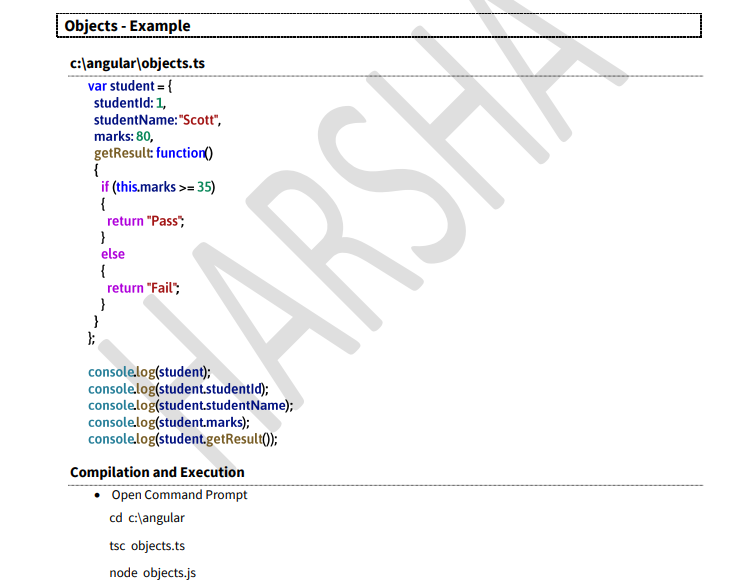 Objects - Example
c:\angular\objects.ts
var student = {
studentId: 1,
studentName: "Scott",
marks: 80,
getResult: function()
{
if (this.marks >= 35)
{
return "Pass";
}
else
{
return "Fail";
}
}
};
console.log(student);
console.log(student.studentId);
console.log(student.studentName);
console.log(student.marks);
console.log(student.getResult());
Compilation and Execution
• Open Command Prompt
cd c:\angular
tsc objects.ts
node objects.js
HARSHA